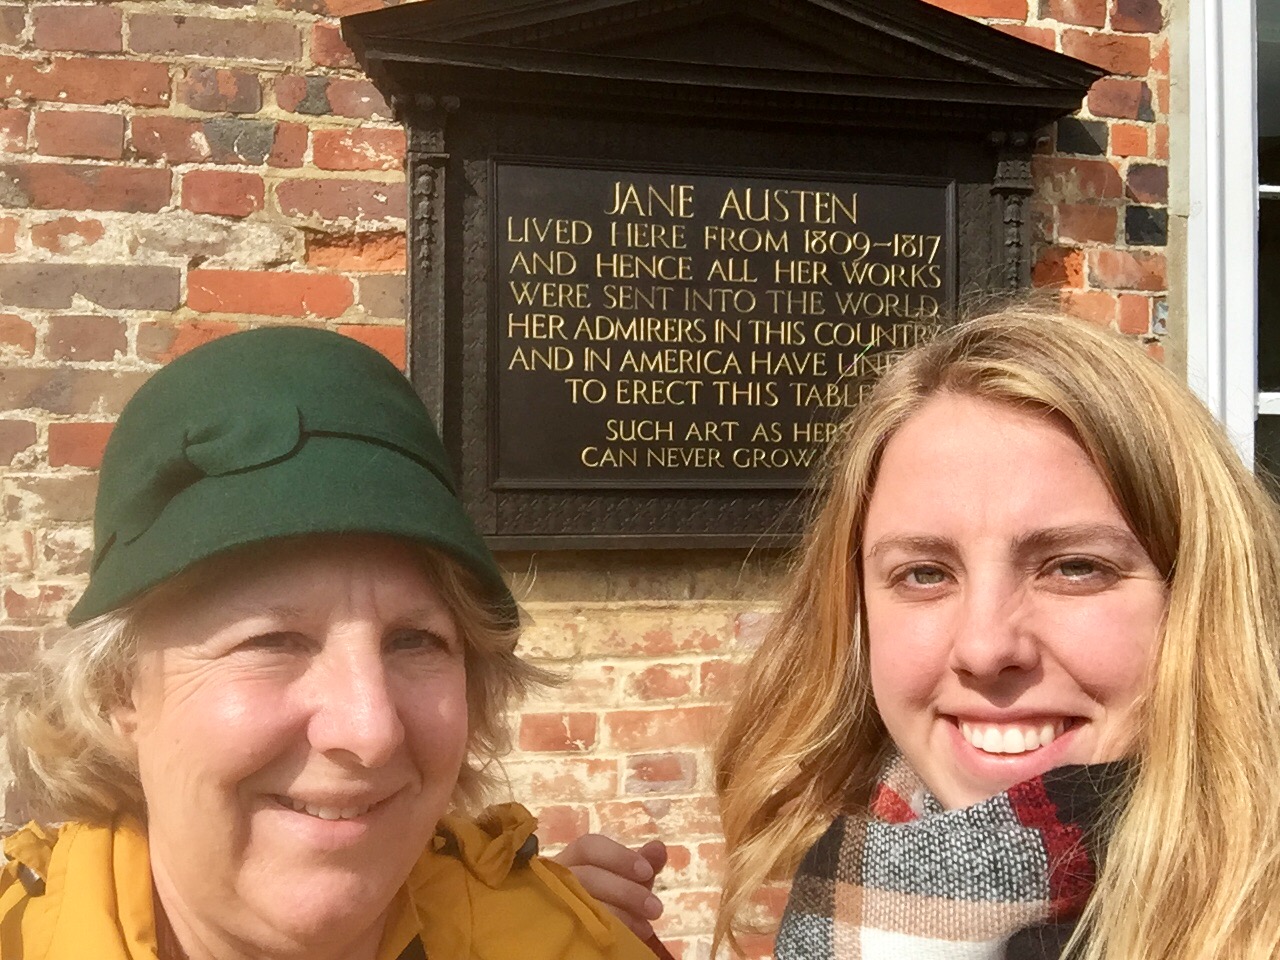 JANE AUSTEN
LIVED HERE FROM 1809-1817
AND HENCE ALL HER WORKS
WERE SENT INTO THE WORLD.
HER ADMIRERS IN THIS COUNTRY
AND IN AMERICA HAVE
TO ERECT THIS
SUCH ART AS
CAN NEVER GROW